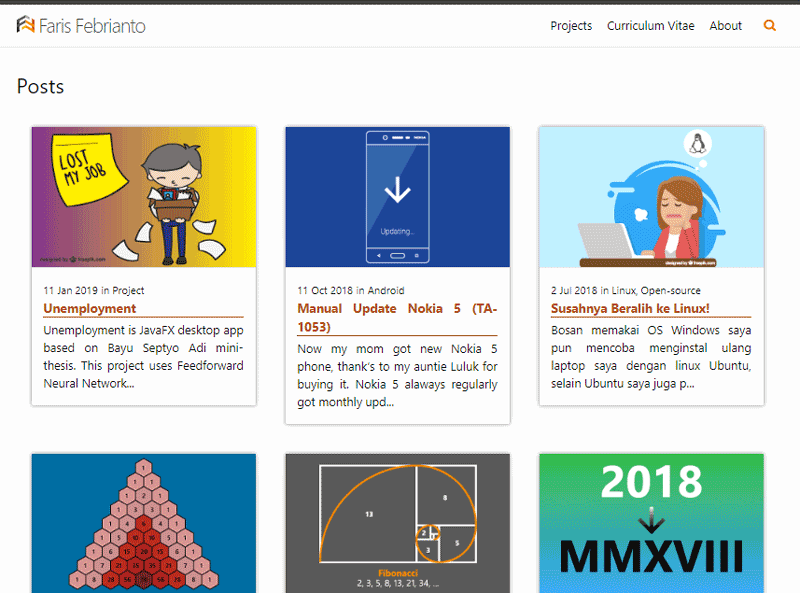 Faris Febrianto
Projects Curriculum Vitae About
Posts
LOST
MY JOB
designed by freepik.com
11 Jan 2019 in Project
Unemployment
Unemployment is JavaFX desktop app
based on Bayu Septyo Adi mini-
thesis. This project uses Feedforward
Neural Network...
Updating...
11 Oct 2018 in Android
Manual Update Nokia 5 (TA-
1053)
Now my mom got new Nokia 5
phone, thank's to my auntie Luluk for
buying it. Nokia 5 alaways regularly
got monthly upd...
designed by freepik.com
2 Jul 2018 in Linux, Open-source
Susahnya Beralih ke Linux!
Bosan memakai OS Windows saya
pun mencoba menginstal ulang
laptop saya dengan linux Ubuntu,
selain Ubuntu saya juga p...
1
1 1
1 2 1
1 3 3 1
1 4 6 4 1
1 5 10 10 5 1
1 6 15 20 15 6 1
1 7 21 35 35 21 7 1
1 8 28 56 70 56 28 8 1
13
8
2
3
5
Fibonacci
2, 3, 5, 8, 13, 21, 34, ...
2018
MMXVIII